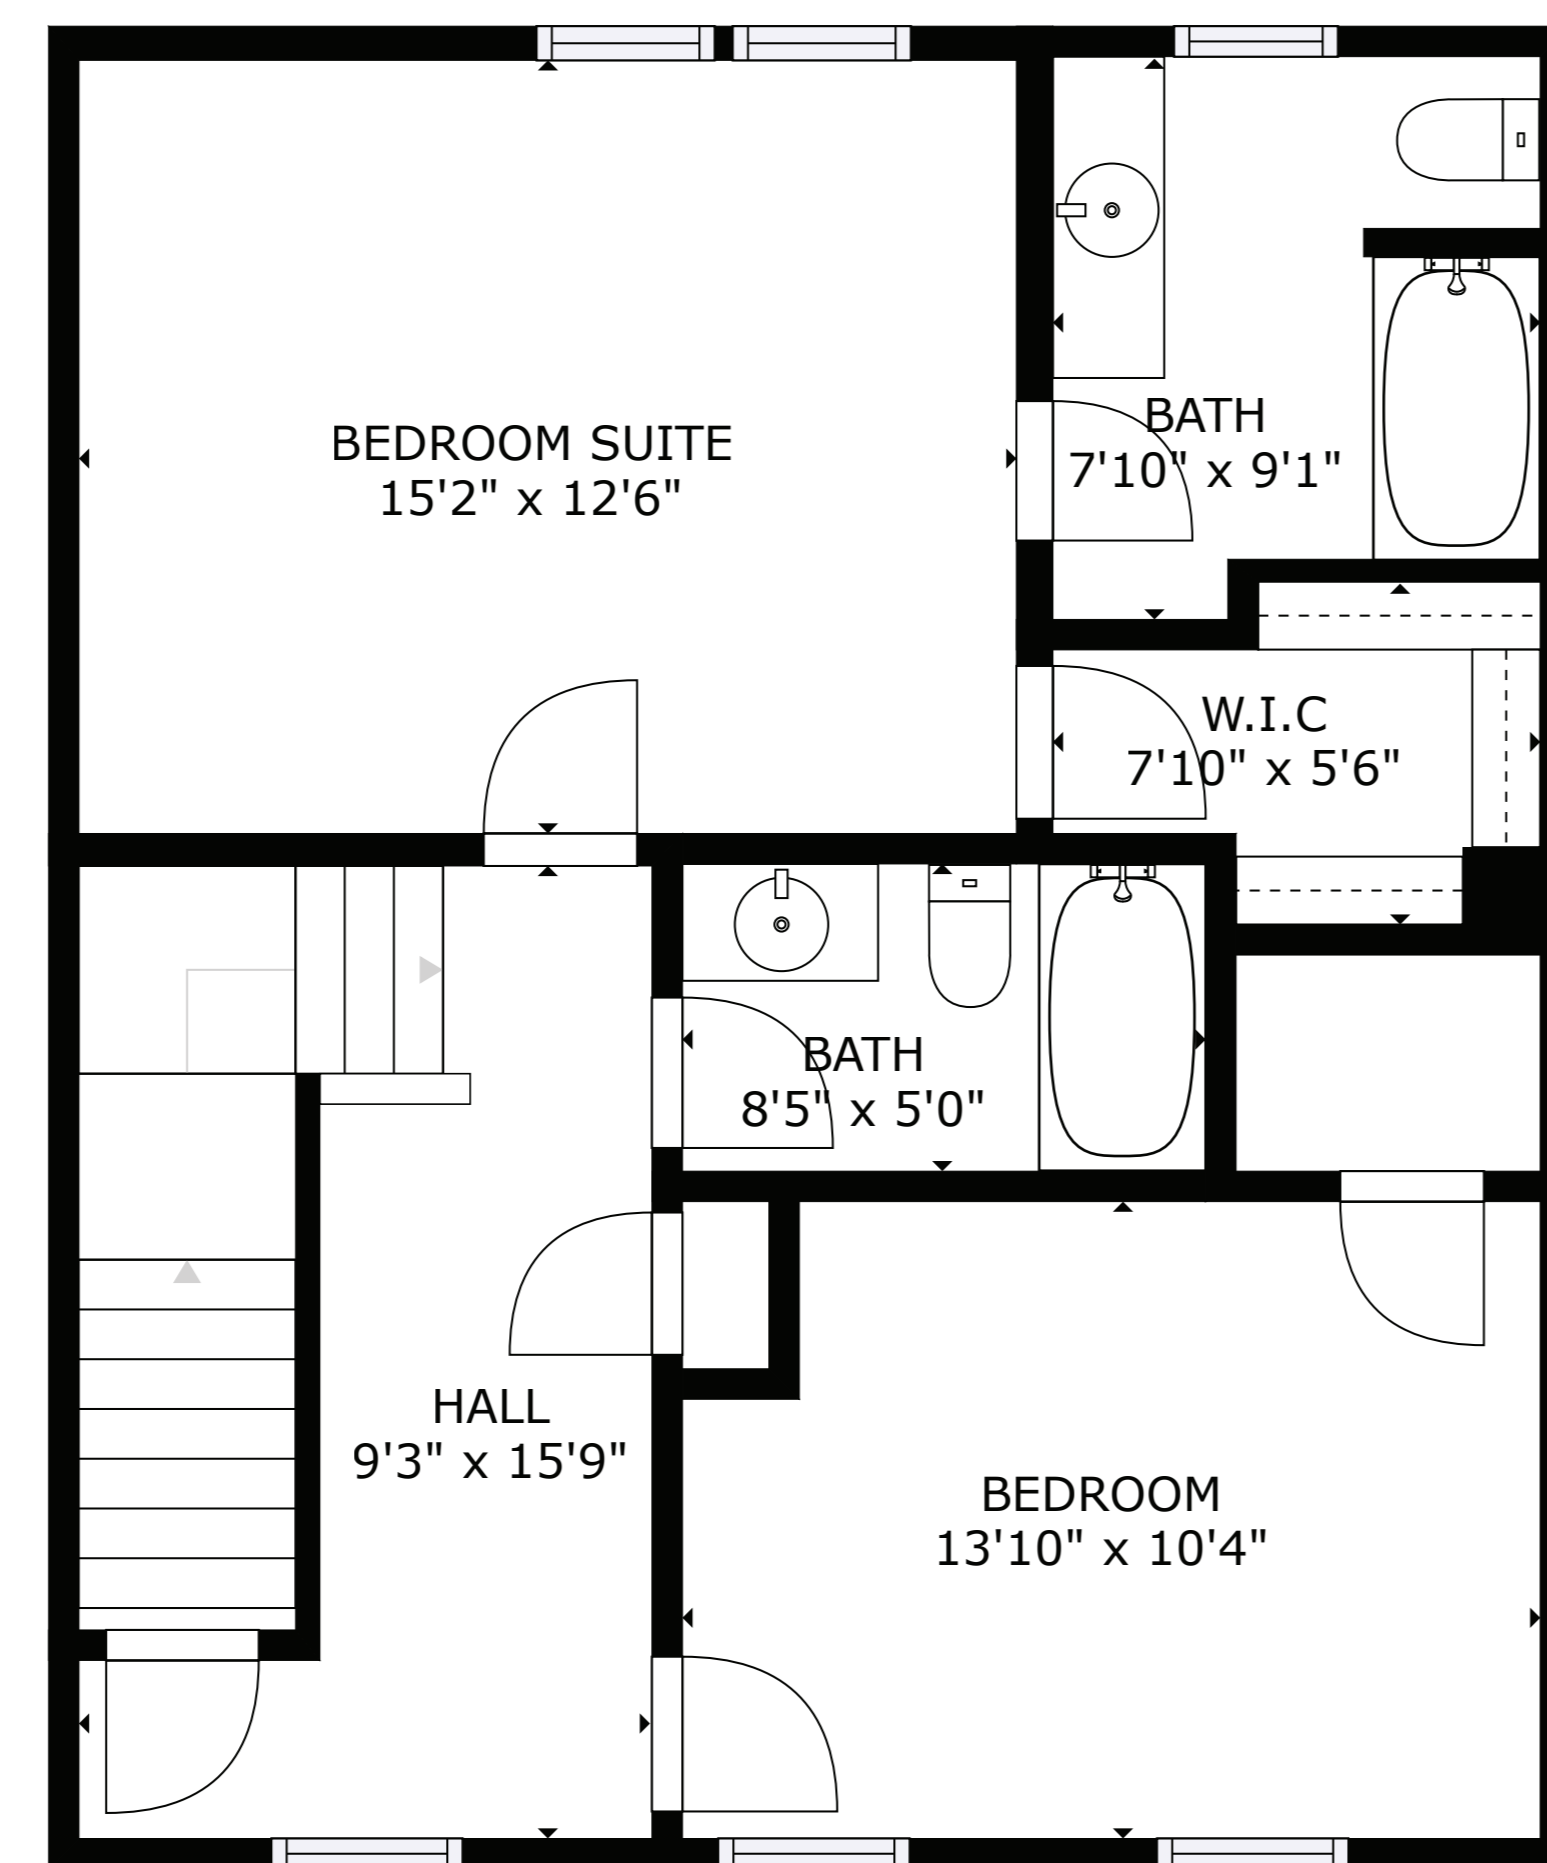 BEDROOM SUITE
15'2" x 12'6"
BATH
7'10" x 9'1"
W.I.C
7'10" x 5'6"
BATH
8'5" x 5'0"
HALL
9'3" x 15'9"
BEDROOM
13'10" x 10'4"